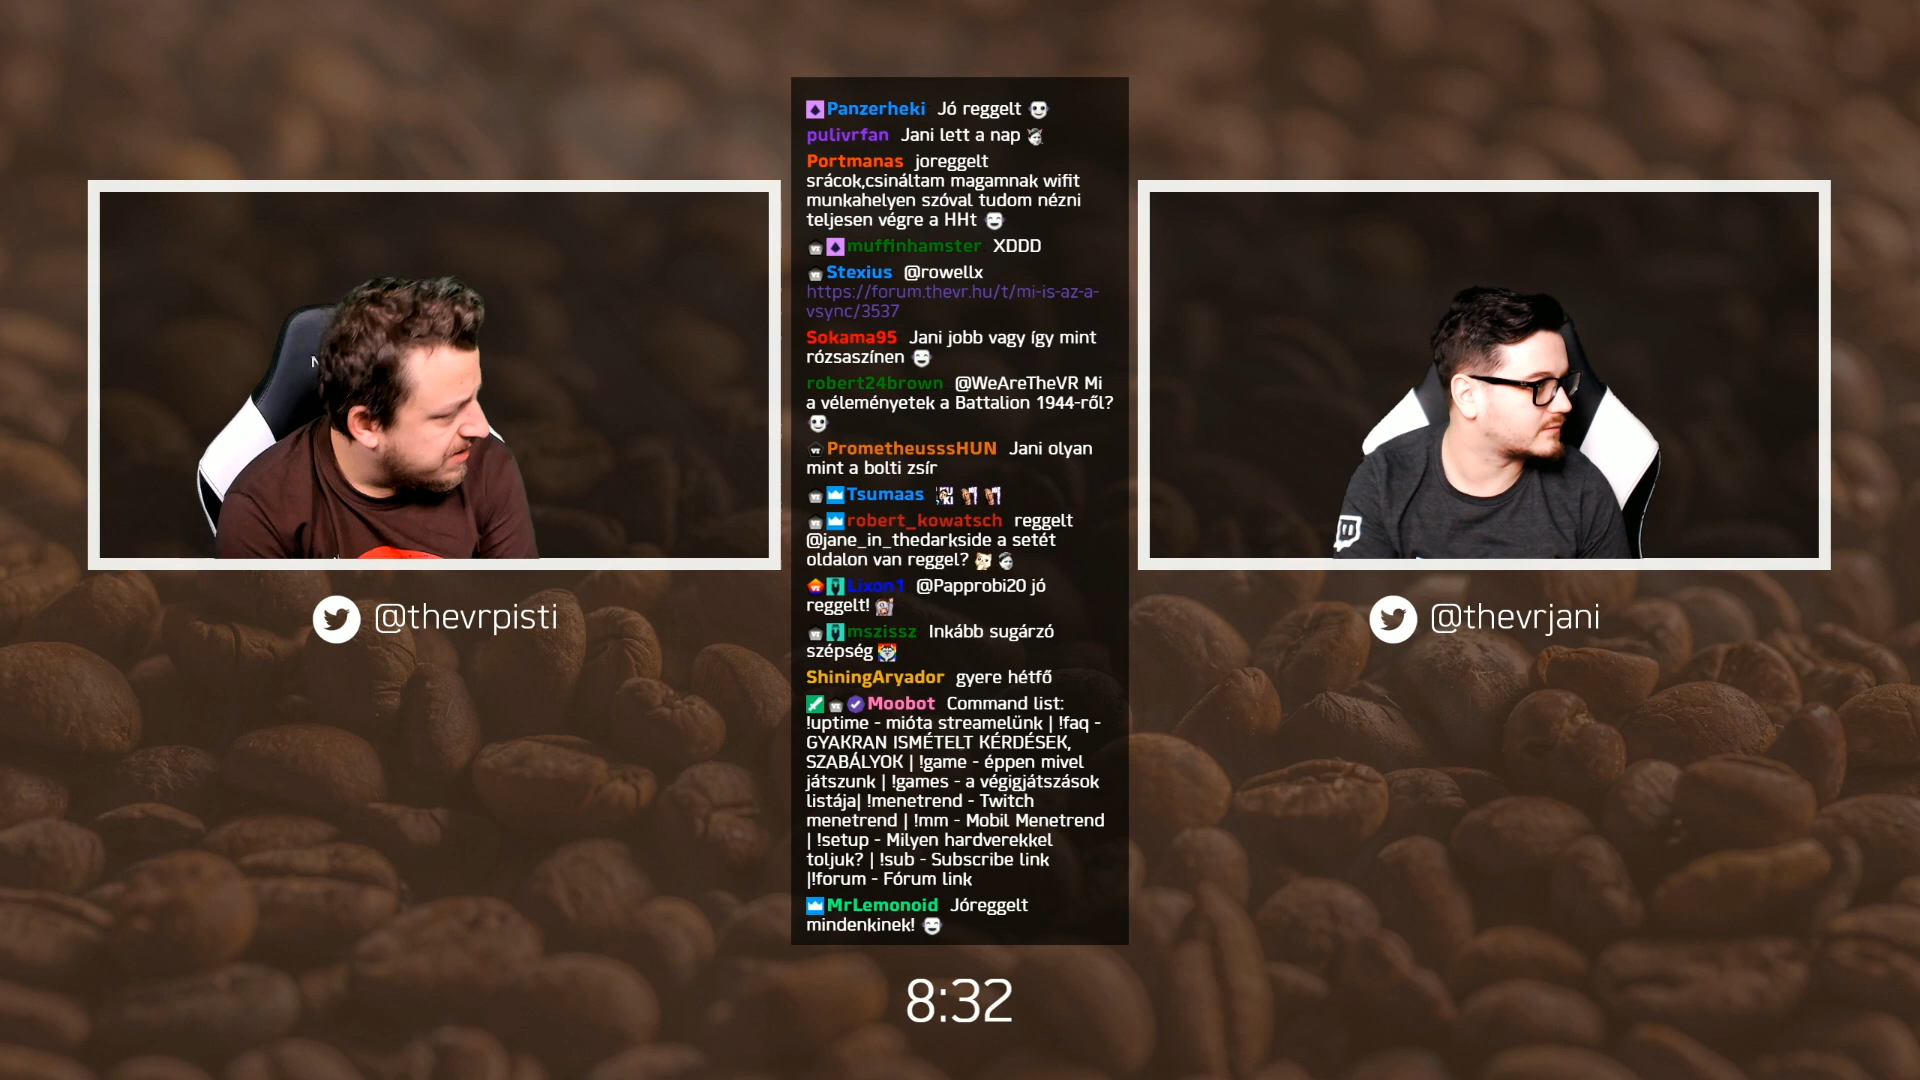 Panzerheki Jó reggelt
pulivrfan Jani lett a nap
Portmanas joreggelt
srácok,csináltam magamnak wifit
munkahelyen szóval tudom nézni
teljesen végre a HHt
muffinhamster XDDD
Stexius @rowellx
https://forum.thevr.hu/t/mi-is-az-a-
vsync/3537
Sokama95 Jani jobb vagy így mint
rózsaszínen
robert24brown @WeAreTheVR Mi
a véleményetek a Battalion 1944-ről?
PrometheusssHUN Jani olyan
mint a bolti zsír
Tsumaas
robert_kowatsch reggelt
@jane_in_thedarkside a setét
oldalon van reggel?
Lixon1 @Papprobi20 jó
reggelt!
mszissz Inkább sugárzó
szépség
ShiningAryador gyere hétfő
Moobot Command list:
!uptime - mióta streamelünk | !faq -
GYAKRAN ISMÉTELT KÉRDÉSEK,
SZABÁLYOK | !game - éppen mivel
játszunk | !games - a végigjátszások
listája| !menetrend - Twitch
menetrend | !mm - Mobil Menetrend
| !setup - Milyen hardverekkel
toljuk? | !sub - Subscribe link
|!forum - Fórum link
MrLemonoid Jóreggelt
mindenkinek!
@thevrpisti
@thevrjani
8:32